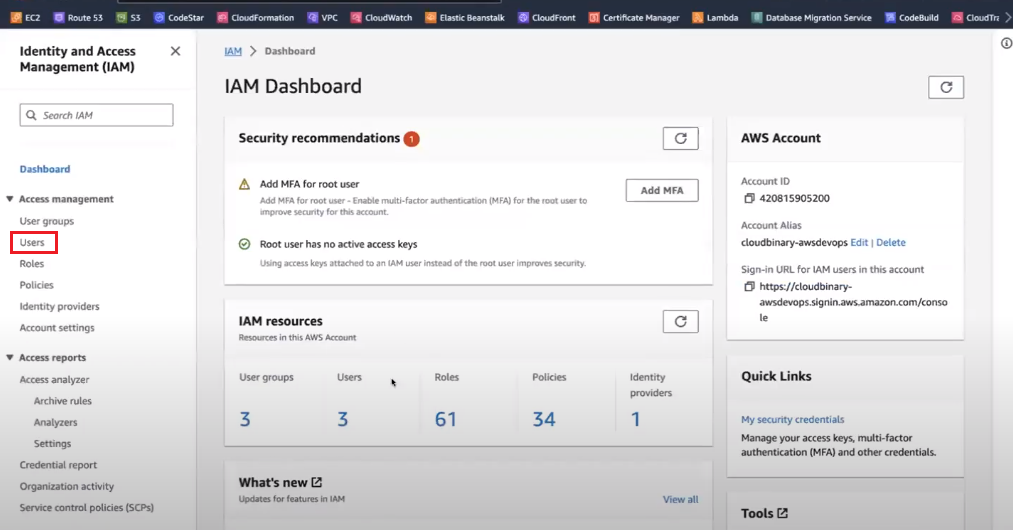 EC2 Route 53 S3 CodeStar CloudFormation VPC CloudWatch Elastic Beanstalk CloudFront Certificate Manager Lambda Database Migration Service CodeBuild CloudTra
Identity and Access
Management (IAM)
Search IAM
Dashboard
Access management
User groups
Users
Roles
Policies
Identity providers
Account settings
Access reports
Access analyzer
Archive rules
Analyzers
Settings
Credential report
Organization activity
Service control policies (SCPs)
IAM > Dashboard
IAM Dashboard
Security recommendations 1
Add MFA for root user
Add MFA for root user - Enable multi-factor authentication (MFA) for the root user to
improve security for this account.
Add MFA
Root user has no active access keys
Using access keys attached to an IAM user instead of the root user improves security.
IAM resources
Resources in this AWS Account
User groups Users Roles Policies Identity
providers
3 3 61 34 1
What's new
Updates for features in IAM
View all
AWS Account
Account ID
420815905200
Account Alias
cloudbinary-awsdevops Edit | Delete
Sign-in URL for IAM users in this account
https://cloudbinary-
awsdevops.signin.aws.amazon.com/conso
le
Quick Links
My security credentials
Manage your access keys, multi-factor
authentication (MFA) and other credentials.
Tools